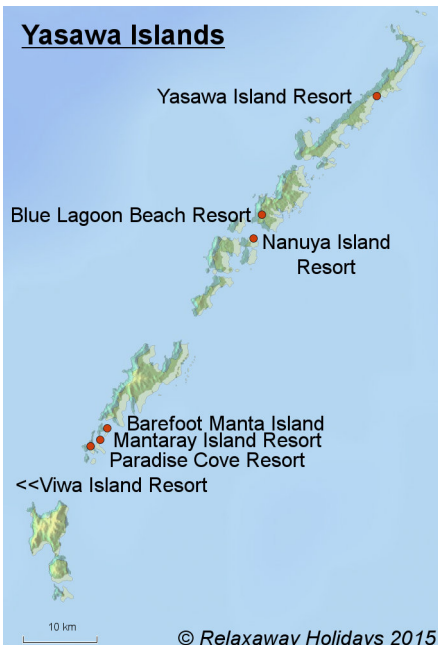 Yasawa Islands
Yasawa Island Resort
Blue Lagoon Beach Resort
Nanuya Island
Resort
Barefoot Manta Island
Mantaray Island Resort
Paradise Cove Resort
<<Viwa Island Resort
10 km
© Relaxaway Holidays 2015